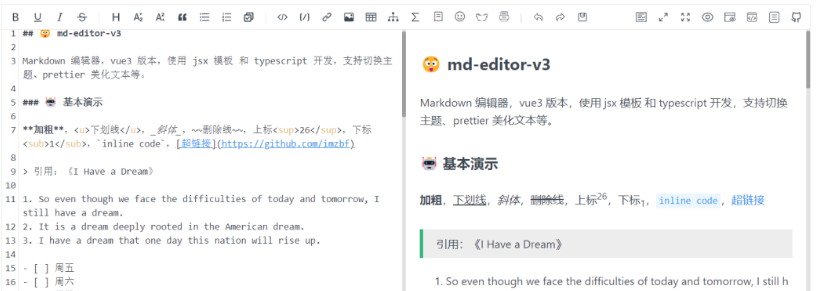 B U I S H A A “
1 ## 😲 md-editor-v3
2
3 Markdown 编辑器，vue3 版本，使用 jsx 模板 和 typescript 开发，支持切换主
题、prettier 美化文本等。
4
5 ### 🤖 基本演示
6
7 **加粗**，<u>下划线</u>，_斜体_，~~删除线~~，上标<sup>26</sup>，下标
<sub>1</sub>，`inline code`，[超链接](https://github.com/imzbf)
8
9 > 引用：《I Have a Dream》
10
11 1. So even though we face the difficulties of today and tomorrow, I
still have a dream.
12 2. It is a dream deeply rooted in the American dream.
13 3. I have a dream that one day this nation will rise up.
14
15 - [ ] 周五
16 - [ ] 周六
😲 md-editor-v3
Markdown 编辑器，vue3 版本，使用 jsx 模板 和 typescript 开发，支持切换
主题、prettier 美化文本等。
🤖 基本演示
加粗，下划线，斜体，删除线，上标26，下标1，inline code，超链接
引用：《I Have a Dream》
1. So even though we face the difficulties of today and tomorrow, I still h